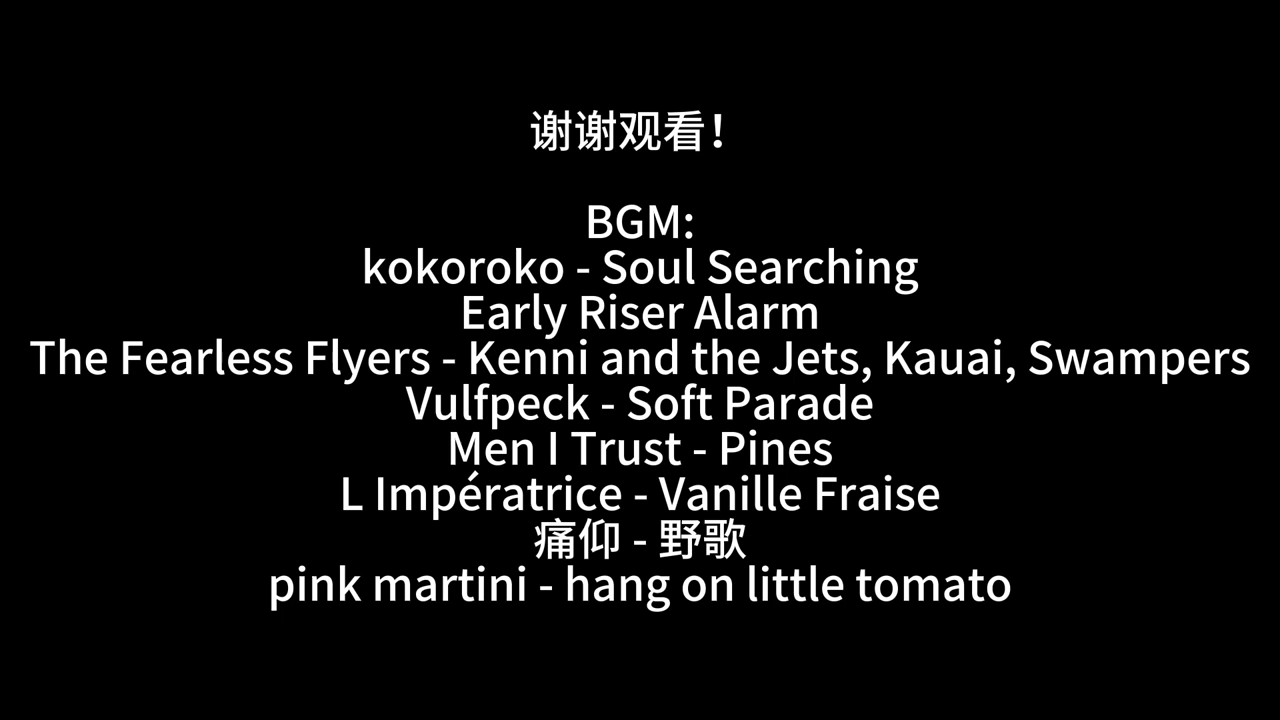 谢谢观看！
BGM:
kokoroko - Soul Searching
Early Riser Alarm
The Fearless Flyers - Kenni and the Jets, Kauai, Swampers
Vulfpeck - Soft Parade
Men I Trust - Pines
L Impératrice - Vanille Fraise
痛仰 - 野歌
pink martini - hang on little tomato